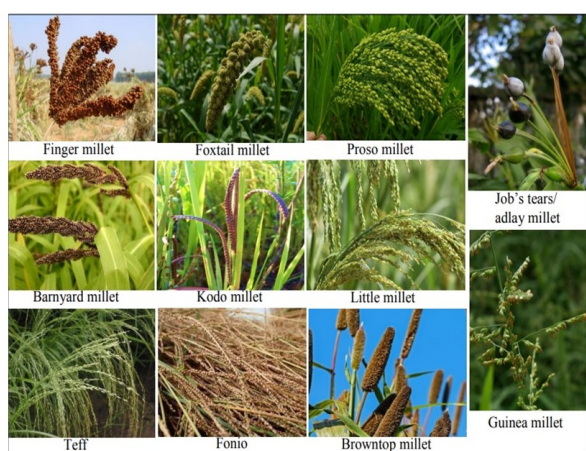 Finger millet
Foxtail millet
Proso millet
Job's tears/
adlay millet
Barnyard millet
Kodo millet
Little millet
Teff
Fonio
Browntop millet
Guinea millet